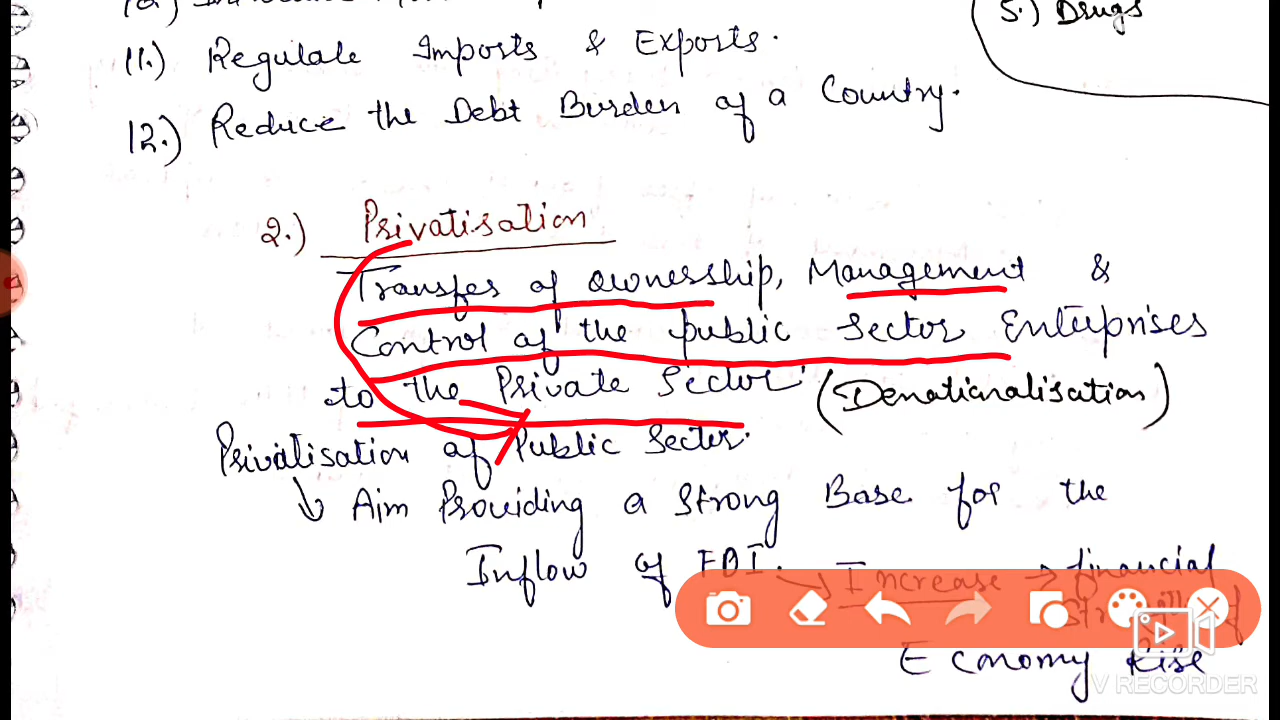 5.) Drugs
11.) Regulate Imports & Exports.
12.) Reduce the Debt Burden of a Country.
2.) Privatisation
Transfer of ownership, Management &
Control of the public Sector Enterprises
to the Private Sector. (Denationalisation)
Privatisation of Public Sector.
↳ Aim Providing a Strong Base for the
Inflow of FDI. → Increase → financial
Economy Rise
V RECORDER